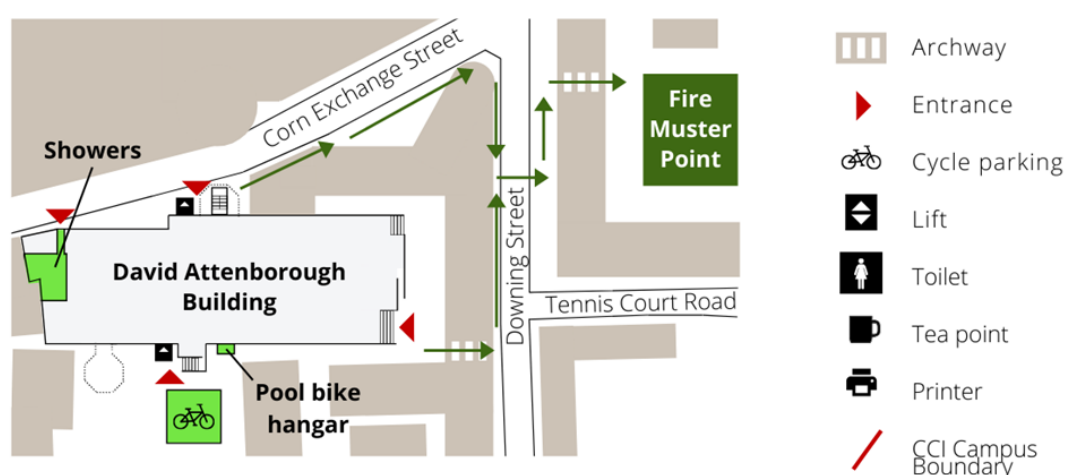 Corn Exchange Street
Showers
David Attenborough
Building
Pool bike
hangar
Downing Street
Tennis Court Road
Fire
Muster
Point
Archway
Entrance
Cycle parking
Lift
Toilet
Tea point
Printer
CCI Campus
Boundary